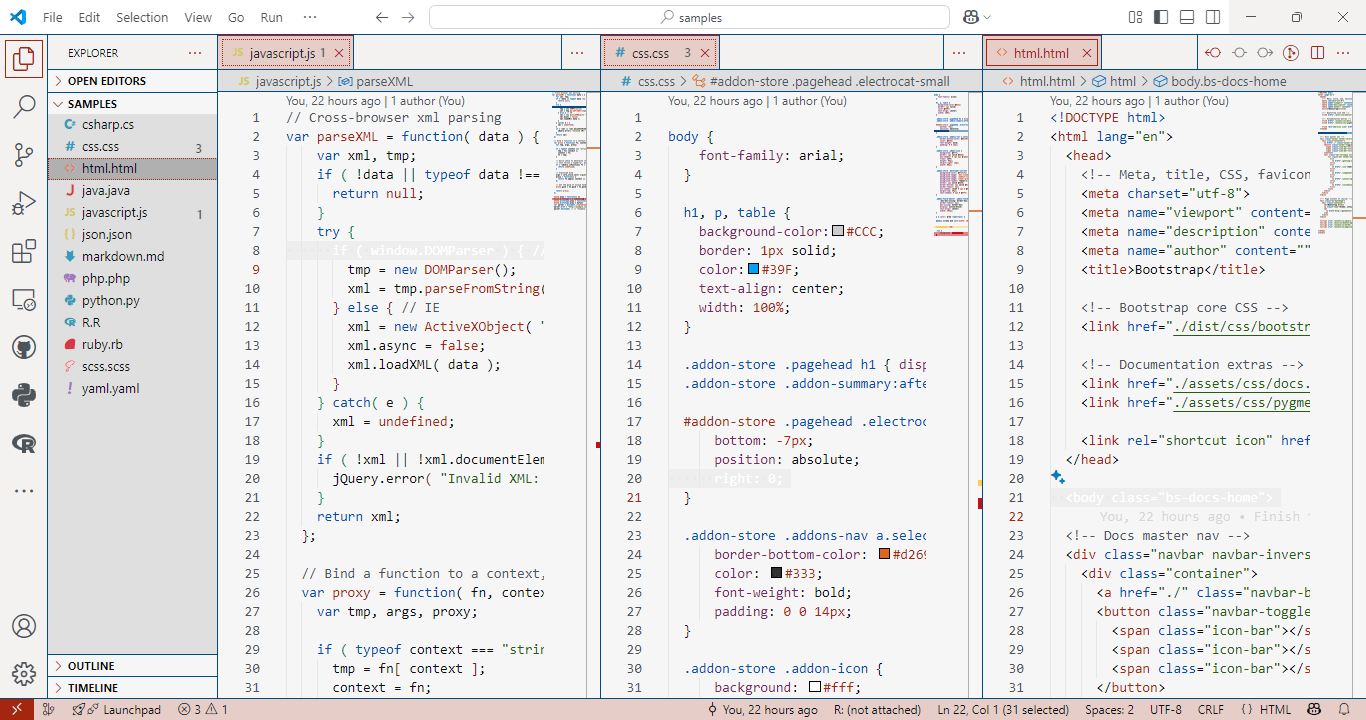 File Edit Selection View Go Run ··· samples
EXPLORER ···
OPEN EDITORS
SAMPLES
csharp.cs
css.css 3
html.html
java.java
javascript.js 1
json.json
markdown.md
php.php
python.py
R.R
ruby.rb
scss.scss
yaml.yaml
OUTLINE
TIMELINE
JS javascript.js 1
JS javascript.js > parseXML
You, 22 hours ago | 1 author (You)
1 // Cross-browser xml parsing
2 var parseXML = function( data ) {
3 var xml, tmp;
4 if ( !data || typeof data !==
5 return null;
6 }
7 try {
8 if ( window.DOMParser ) { //
9 tmp = new DOMParser();
10 xml = tmp.parseFromString(
11 } else { // IE
12 xml = new ActiveXObject( "
13 xml.async = false;
14 xml.loadXML( data );
15 }
16 } catch( e ) {
17 xml = undefined;
18 }
19 if ( !xml || !xml.documentElem
20 jQuery.error( "Invalid XML:
21 }
22 return xml;
23 };
24
25 // Bind a function to a context,
26 var proxy = function( fn, contex
27 var tmp, args, proxy;
28
29 if ( typeof context === "strin
30 tmp = fn[ context ];
31 context = fn;
# css.css 3
# css.css > #addon-store .pagehead .electrocat-small
You, 22 hours ago | 1 author (You)
1
2 body {
3 font-family: arial;
4 }
5
6 h1, p, table {
7 background-color: #CCC;
8 border: 1px solid;
9 color: #39F;
10 text-align: center;
11 width: 100%;
12 }
13
14 .addon-store .pagehead h1 { disp
15 .addon-store .addon-summary:afte
16
17 #addon-store .pagehead .electroc
18 bottom: -7px;
19 position: absolute;
20 right: 0;
21 }
22
23 .addon-store .addons-nav a.selec
24 border-bottom-color: #d269
25 color: #333;
26 font-weight: bold;
27 padding: 0 0 14px;
28 }
29
30 .addon-store .addon-icon {
31 background: #fff;
<> html.html
<> html.html > html > body.bs-docs-home
You, 22 hours ago | 1 author (You)
1 <!DOCTYPE html>
2 <html lang="en">
3 <head>
4 <!-- Meta, title, CSS, favicon
5 <meta charset="utf-8">
6 <meta name="viewport" content=
7 <meta name="description" conte
8 <meta name="author" content=""
9 <title>Bootstrap</title>
10
11 <!-- Bootstrap core CSS -->
12 <link href="./dist/css/bootstr
13
14 <!-- Documentation extras -->
15 <link href="./assets/css/docs.
16 <link href="./assets/css/pygme
17
18 <link rel="shortcut icon" href
19 </head>
20
21 <body class="bs-docs-home">
22 You, 22 hours ago • Finish
23 <!-- Docs master nav -->
24 <div class="navbar navbar-invers
25 <div class="container">
26 <a href="./" class="navbar-b
27 <button class="navbar-toggle
28 <span class="icon-bar"></s
29 <span class="icon-bar"></s
30 <span class="icon-bar"></s
31 </button>
Launchpad 3 1 You, 22 hours ago R: (not attached) Ln 22, Col 1 (31 selected) Spaces: 2 UTF-8 CRLF {} HTML